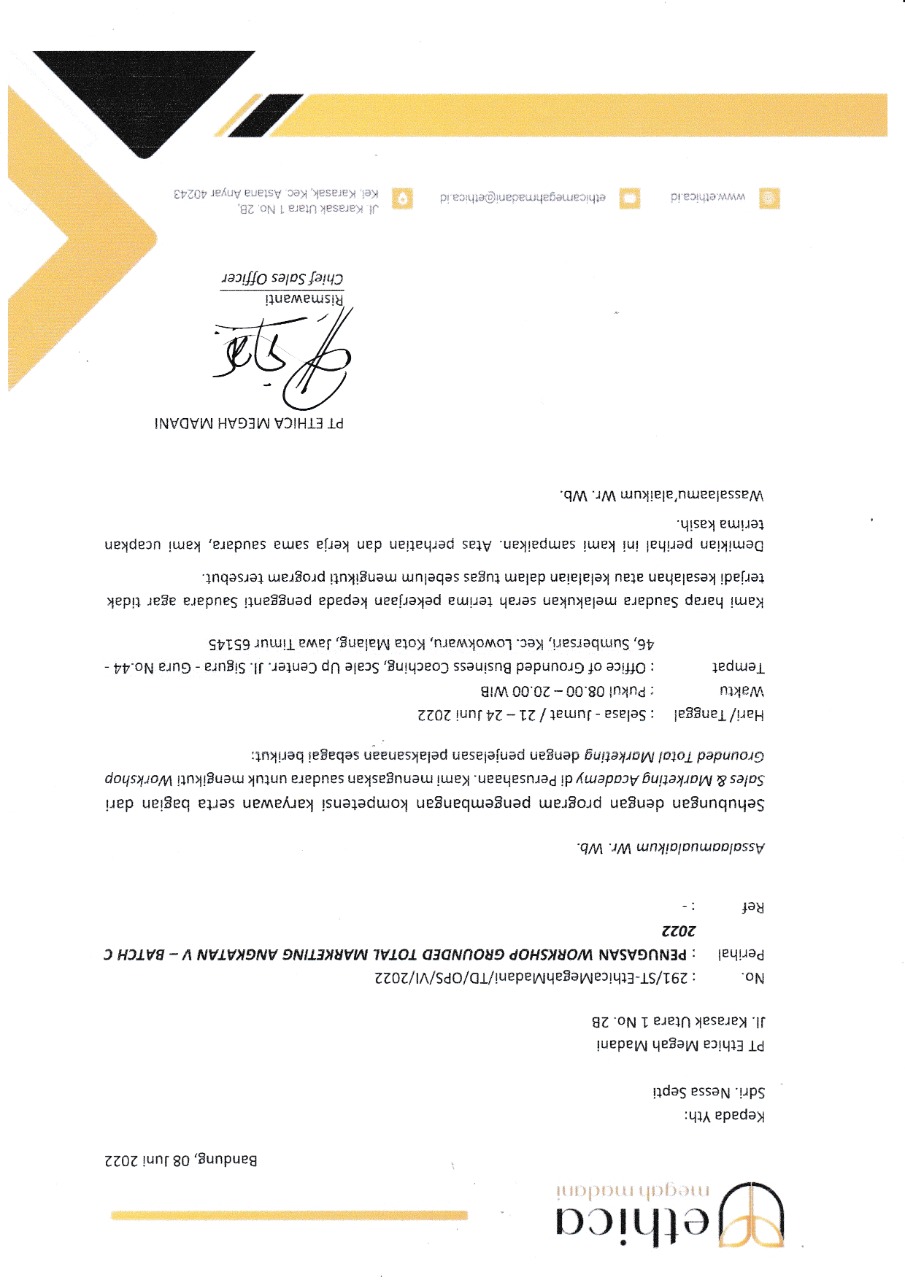 ethica
megah madani
Bandung, 08 Juni 2022
Kepada Yth:
Sdri. Nessa Septi
PT Ethica Megah Madani
Jl. Karasak Utara 1 No. 2B
No. : 291/ST-EthicaMegahMadani/TD/OPS/VI/2022
Perihal : PENUGASAN WORKSHOP GROUNDED TOTAL MARKETING ANGKATAN V – BATCH C
2022
Ref : -
Assalaamualaikum Wr. Wb.
Sehubungan dengan program pengembangan kompetensi karyawan serta bagian dari
Sales & Marketing Academy di Perusahaan. Kami menugaskan saudara untuk mengikuti Workshop
Grounded Total Marketing dengan penjelasan pelaksanaan sebagai berikut:
Hari/ Tanggal : Selasa - Jumat / 21 – 24 Juni 2022
Waktu : Pukul 08.00 – 20.00 WIB
Tempat : Office of Grounded Business Coaching, Scale Up Center. Jl. Sigura - Gura No.44 -
46, Sumbersari, Kec. Lowokwaru, Kota Malang, Jawa Timur 65145
Kami harap Saudara melakukan serah terima pekerjaan kepada pengganti Saudara agar tidak
terjadi kesalahan atau kelalaian dalam tugas sebelum mengikuti program tersebut.
Demikian perihal ini kami sampaikan. Atas perhatian dan kerja sama saudara, kami ucapkan
terima kasih.
Wassalaamu'alaikum Wr. Wb.
PT ETHICA MEGAH MADANI
Rismawanti
Chief Sales Officer
www.ethica.id
ethicamegahmadani@ethica.id
Jl. Karasak Utara 1 No. 2B,
Kel. Karasak, Kec. Astana Anyar 40243